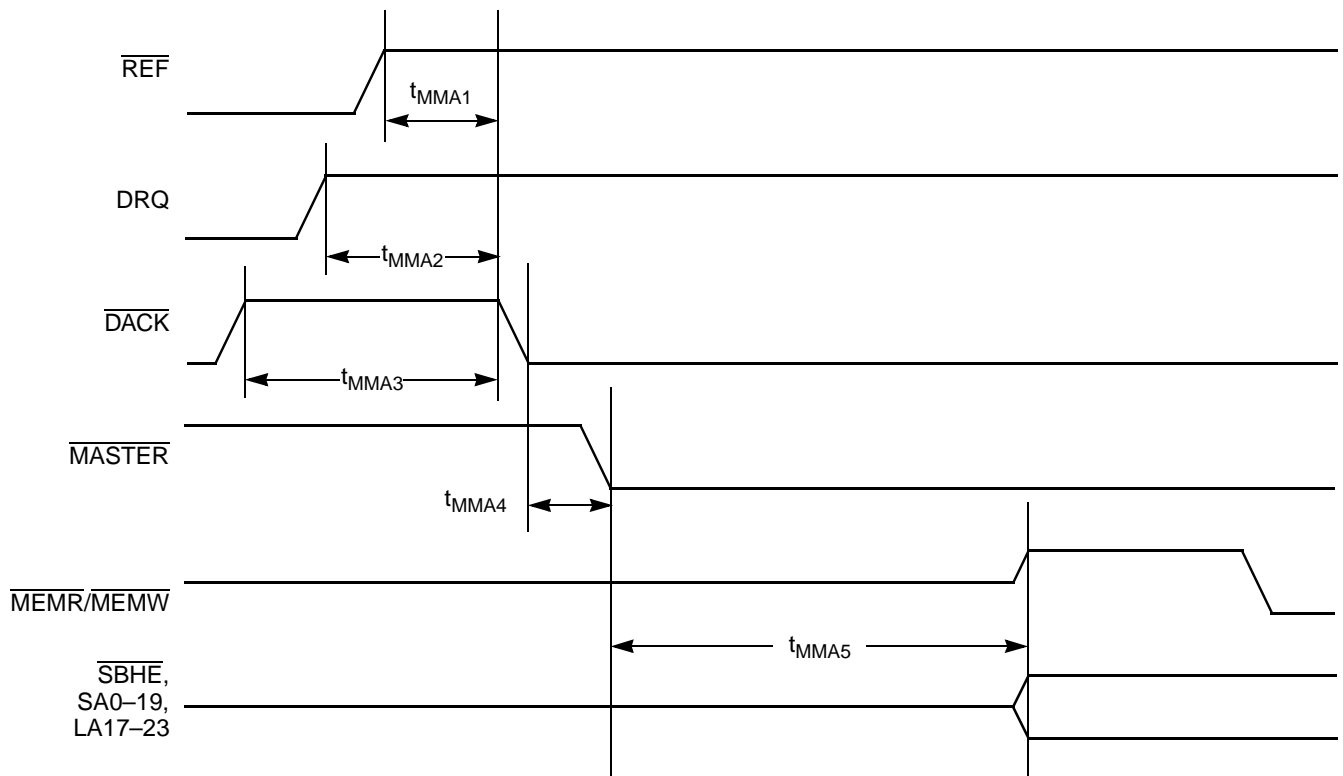 REF
tMMA1
DRQ
tMMA2
DACK
tMMA3
MASTER
tMMA4
MEMR/MEMW
tMMA5
SBHE,
SA0–19,
LA17–23